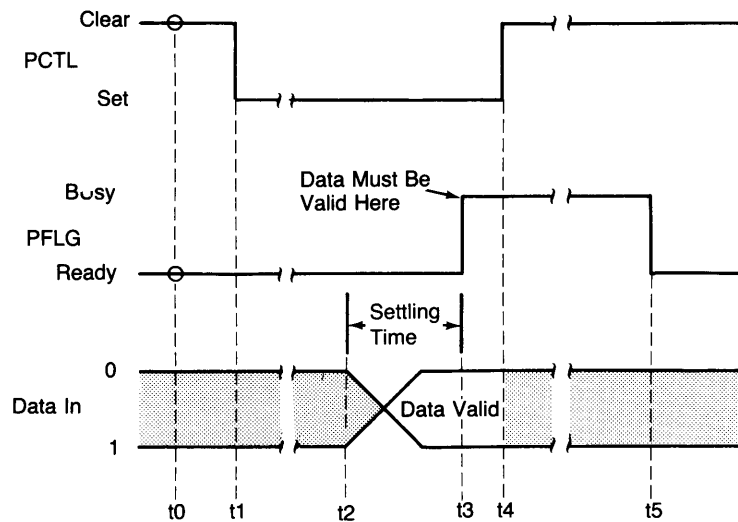 Clear
PCTL
Set
Busy
Data Must Be
Valid Here
PFLG
Ready
Settling
Time
0
Data In
Data Valid
1
t0 t1 t2 t3 t4 t5